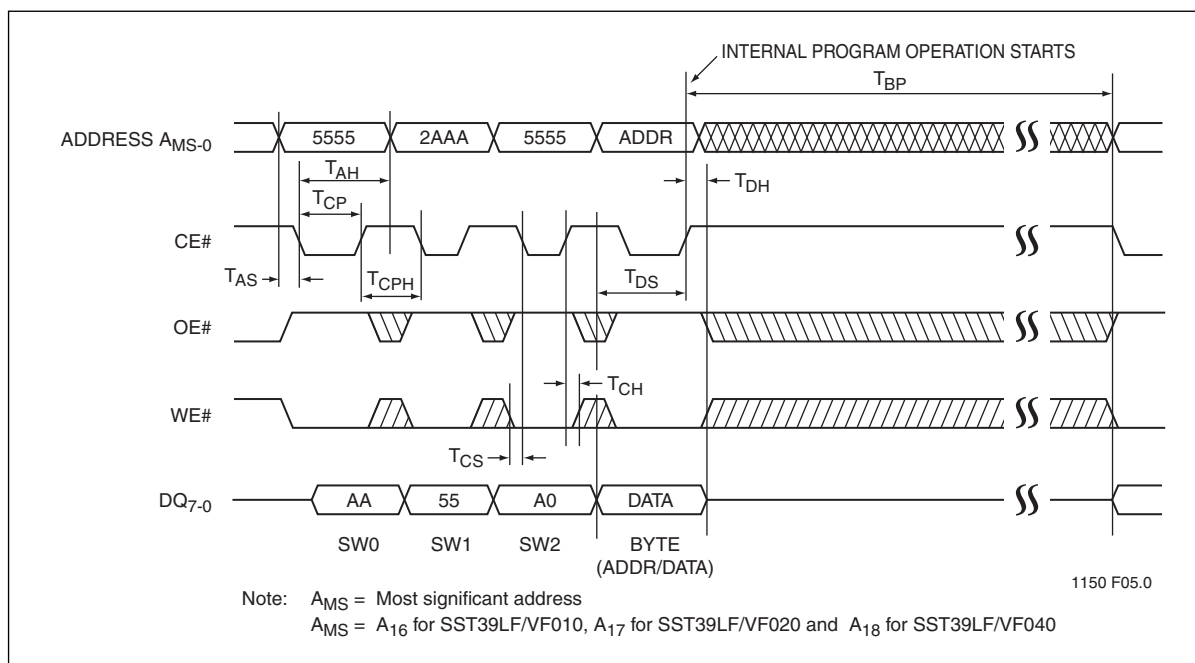 INTERNAL PROGRAM OPERATION STARTS
TBP
ADDRESS AMS-0
5555
2AAA
5555
ADDR
TAH
TDH
TCP
CE#
TAS
TCPH
TDS
OE#
TCH
WE#
TCS
DQ7-0
AA
55
A0
DATA
SW0
SW1
SW2
BYTE
(ADDR/DATA)
1150 F05.0
Note: AMS = Most significant address
AMS = A16 for SST39LF/VF010, A17 for SST39LF/VF020 and A18 for SST39LF/VF040